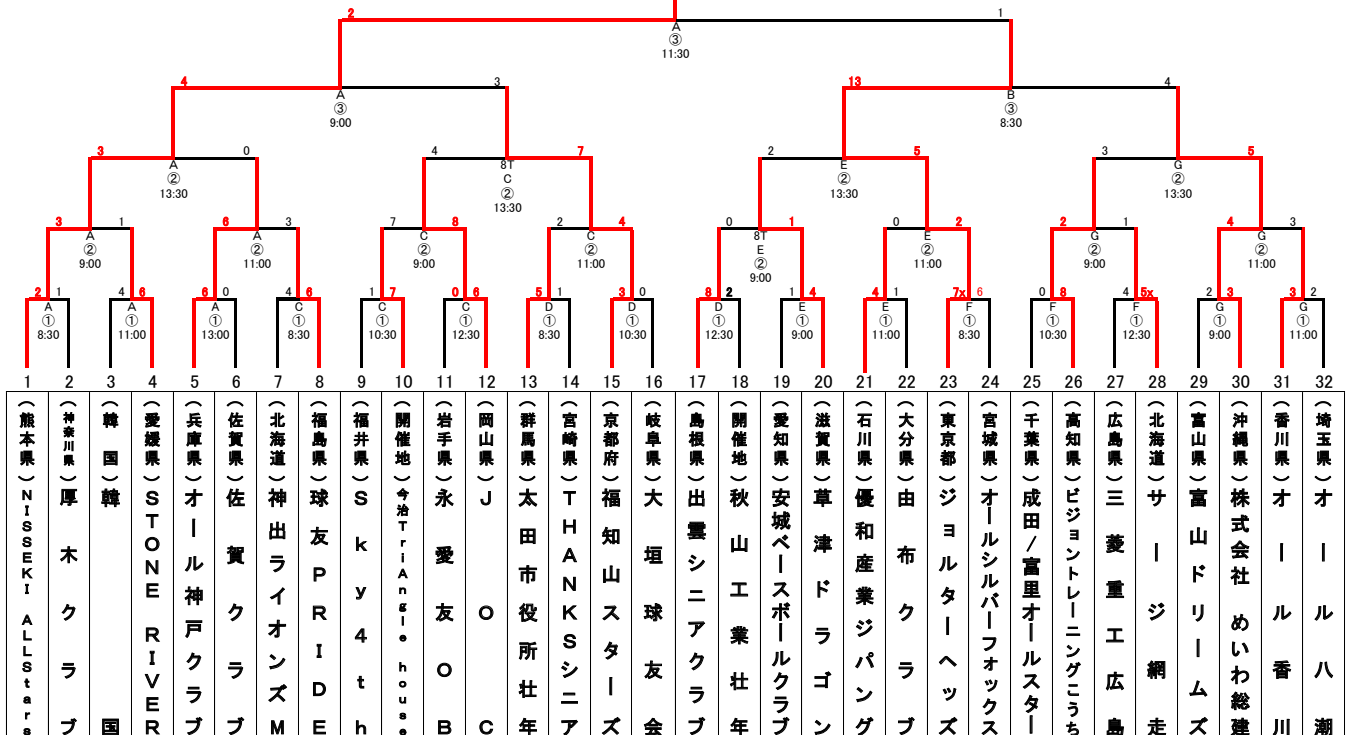 2 1
A
③
11:30
4 3 13 4
A B
③ ③
9:00 8:30
3 0 4 7 2 5 3 5
A 8T E G
② C ② ②
13:30 ② 13:30 13:30
13:30
3 1 6 3 7 8 2 4 0 1 0 2 2 1 4 3
A A C C 8T E G G
② ② ② ② E ② ② ②
9:00 11:00 9:00 11:00 ② 11:00 9:00 11:00
9:00
2 1 4 6 6 0 4 6 1 7 0 6 5 1 3 0 8 2 1 4 4 1 7x 6 0 8 4 5x 2 3 3 2
A A A C C C D D D E E F F F G G
① ① ① ① ① ① ① ① ① ① ① ① ① ① ① ①
8:30 11:00 13:00 8:30 10:30 12:30 8:30 10:30 12:30 9:00 11:00 8:30 10:30 12:30 9:00 11:00
1 2 3 4 5 6 7 8 9 10 11 12 13 14 15 16 17 18 19 20 21 22 23 24 25 26 27 28 29 30 31 32
(熊本県)NISSEKI ALLStars
(神奈川県)厚木クラブ
(韓国)韓国
(愛媛県)STONE RIVER
(兵庫県)オール神戸クラブ
(佐賀県)佐賀クラブ
(北海道)神出ライオンズM
(福島県)球友PRIDE
(福井県)Sky4th
(開催地)今治TriAngle house
(岩手県)永愛友OB
(岡山県)JOC
(群馬県)太田市役所壮年
(宮崎県)THANKSシニア
(京都府)福知山スターズ
(岐阜県)大垣球友会
(島根県)出雲シニアクラブ
(開催地)秋山工業壮年
(愛知県)安城ベースボールクラブ
(滋賀県)草津ドラゴン
(石川県)優和産業ジパング
(大分県)由布クラブ
(東京都)ジョルターヘッズ
(宮城県)オールシルバーフォックス
(千葉県)成田/富里オールスター
(高知県)ビジョントレーニングこうち
(広島県)三菱重工広島
(北海道)サージ網走
(富山県)富山ドリームズ
(沖縄県)株式会社 めいわ総建
(香川県)オール香川
(埼玉県)オール八潮